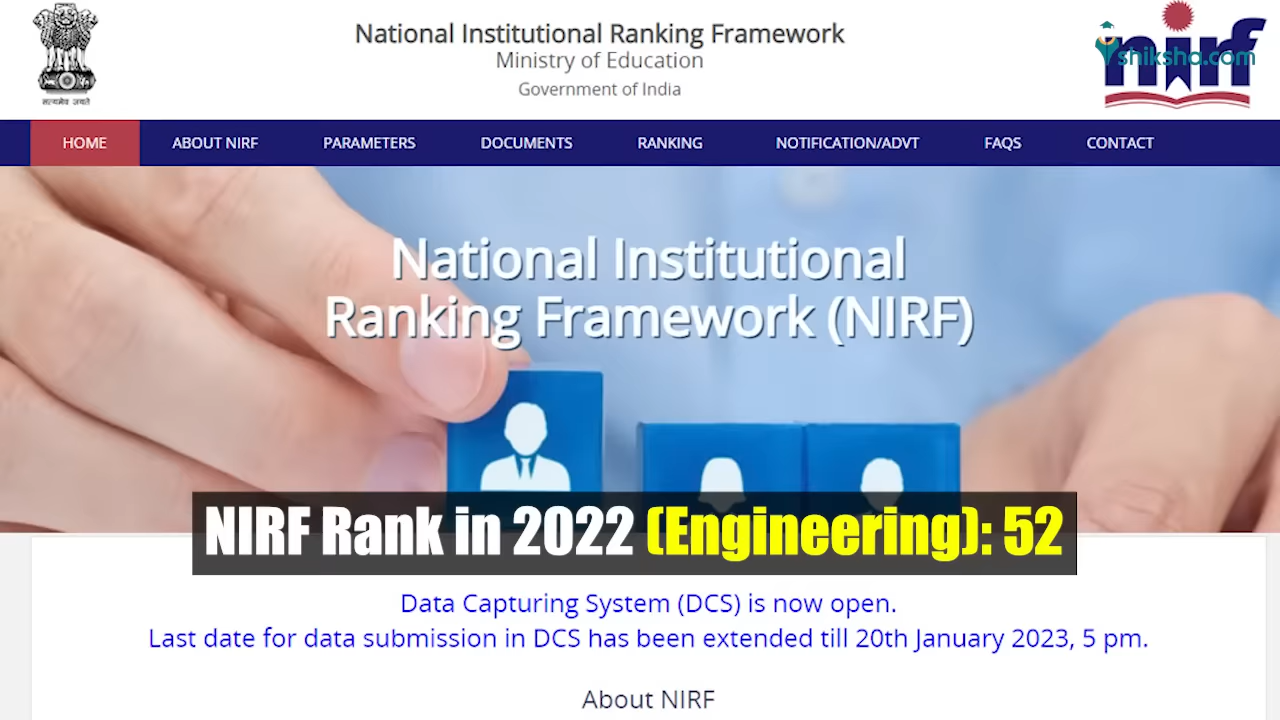 National Institutional Ranking Framework
Ministry of Education
Government of India
सत्यमेव जयते
nirf
shiksha.com
HOME ABOUT NIRF PARAMETERS DOCUMENTS RANKING NOTIFICATION/ADVT FAQS CONTACT
National Institutional
Ranking Framework (NIRF)
NIRF Rank in 2022 (Engineering): 52
Data Capturing System (DCS) is now open.
Last date for data submission in DCS has been extended till 20th January 2023, 5 pm.
About NIRF